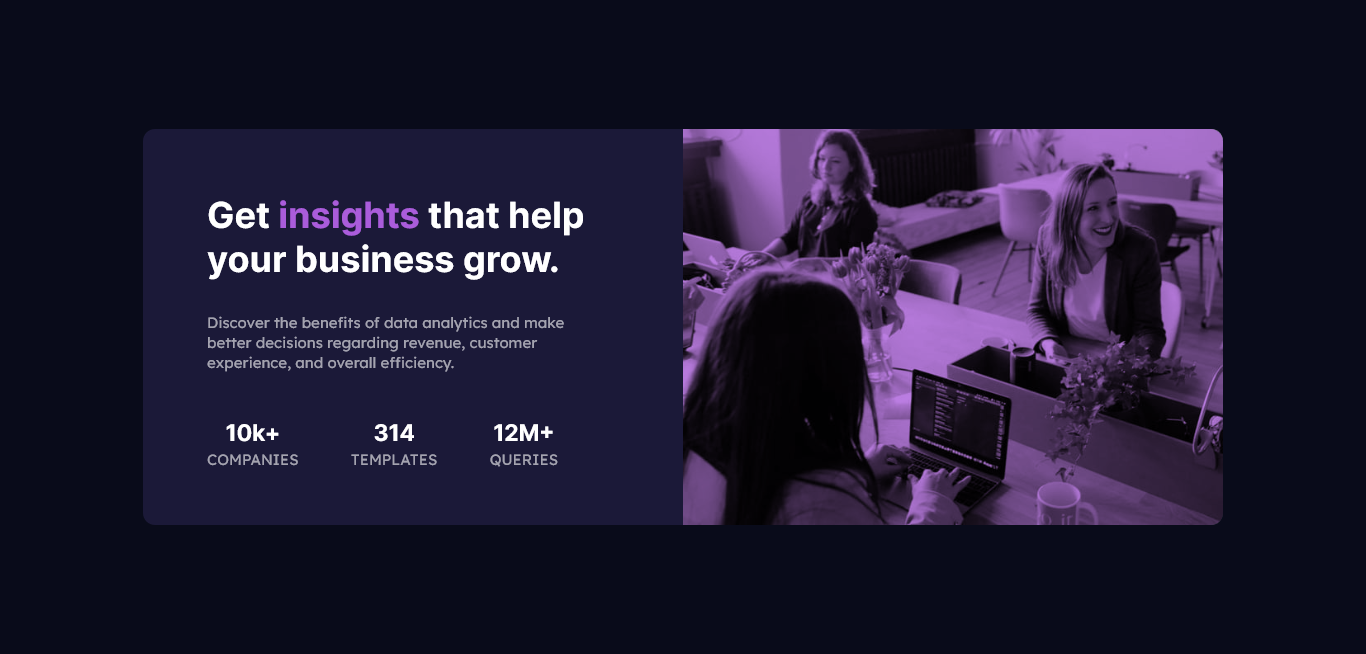 Get insights that help
your business grow.
Discover the benefits of data analytics and make
better decisions regarding revenue, customer
experience, and overall efficiency.
10k+ 314 12M+
COMPANIES TEMPLATES QUERIES